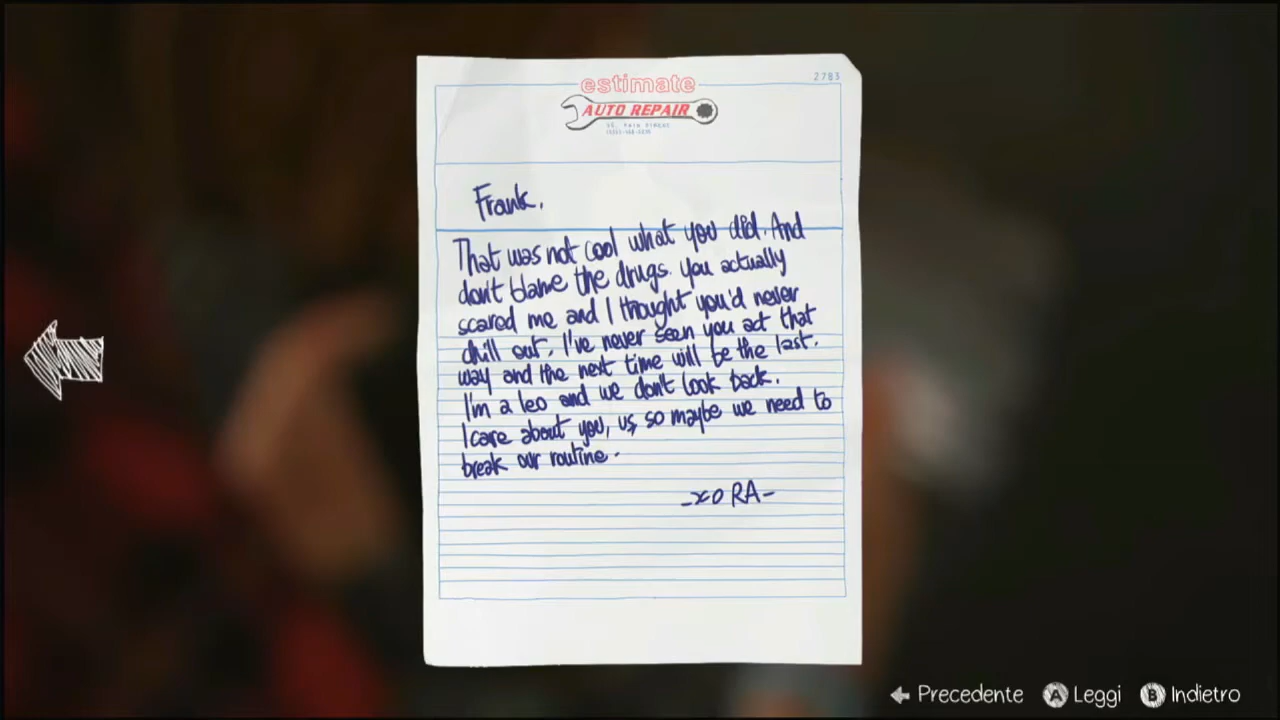 estimate
2783
AUTO REPAIR
Frank,
That was not cool what you did. And
don't blame the drugs. you actually
scared me and I thought you'd never
chill out. I've never seen you act that
way and the next time will be the last.
I'm a leo and we don't look back.
I care about you, us, so maybe we need to
break our routine.
-xo RA-
Precedente
A Leggi
B Indietro